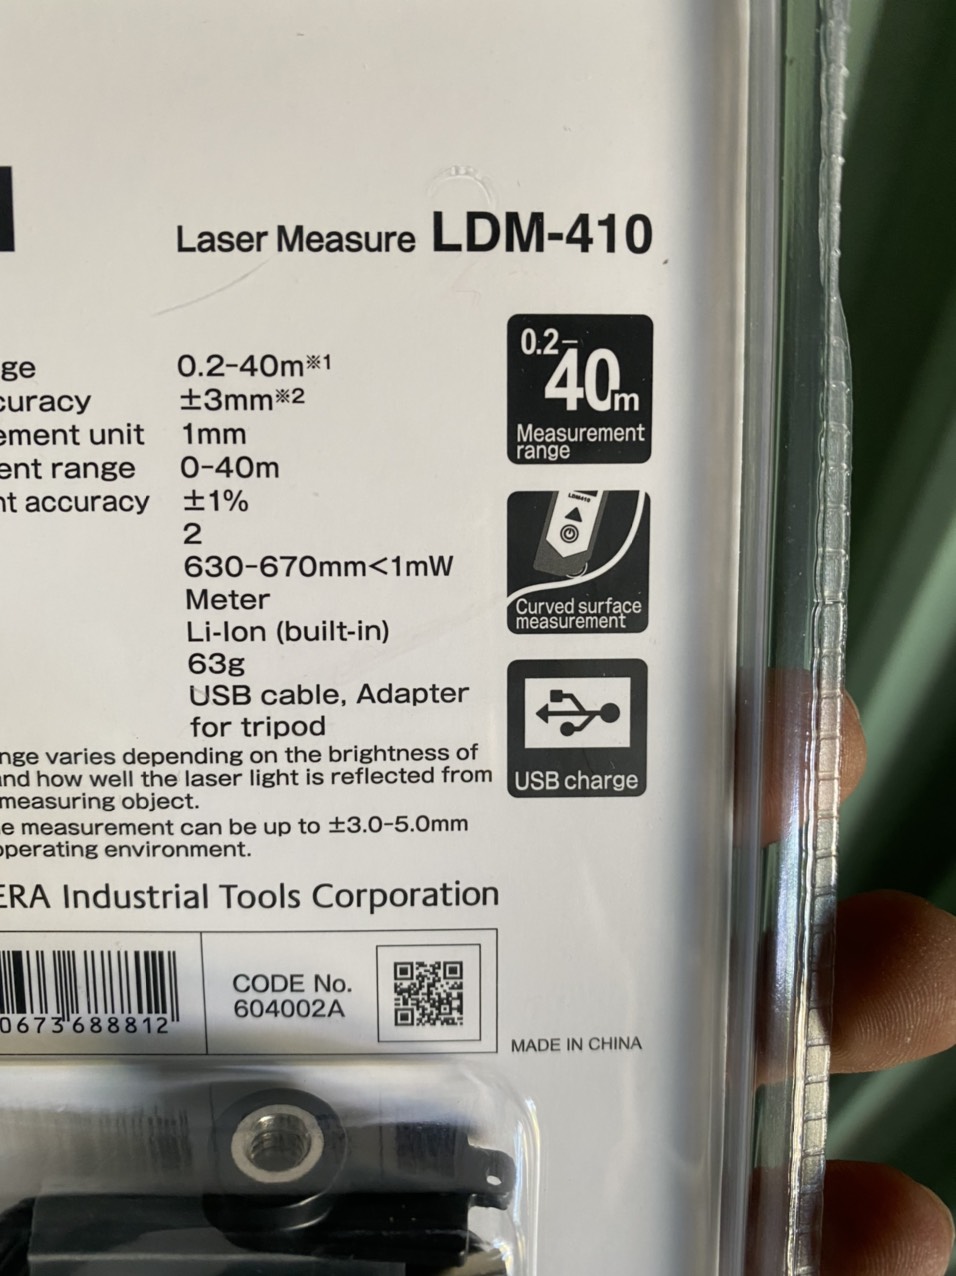 Laser Measure LDM-410
ge 0.2-40m※1
curacy ±3mm※2
ement unit 1mm
ent range 0-40m
nt accuracy ±1%
2
630-670mm<1mW
Meter
Li-Ion (built-in)
63g
USB cable, Adapter
for tripod
nge varies depending on the brightness of
and how well the laser light is reflected from
measuring object.
e measurement can be up to ±3.0-5.0mm
operating environment.
ERA Industrial Tools Corporation
0673688812
CODE No.
604002A
MADE IN CHINA
0.2-
40m
Measurement
range
LDM410
Curved surface
measurement
USB charge